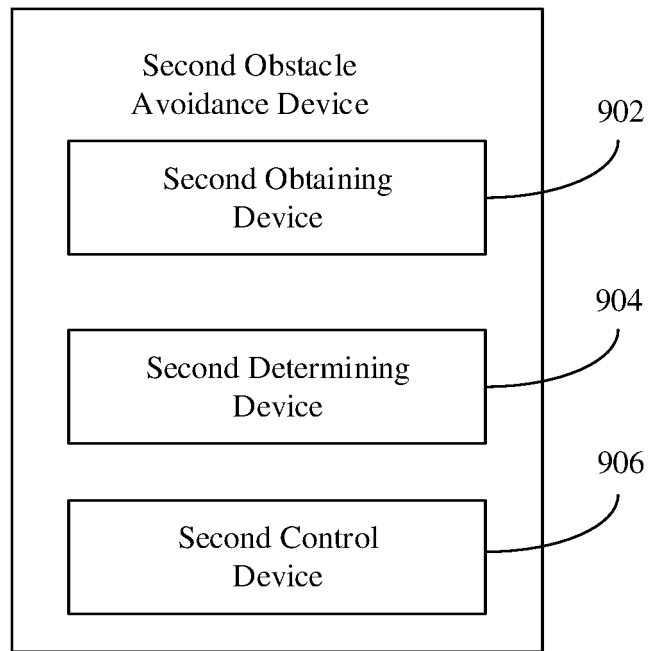 Second Obstacle
Avoidance Device
902
Second Obtaining
Device
904
Second Determining
Device
906
Second Control
Device